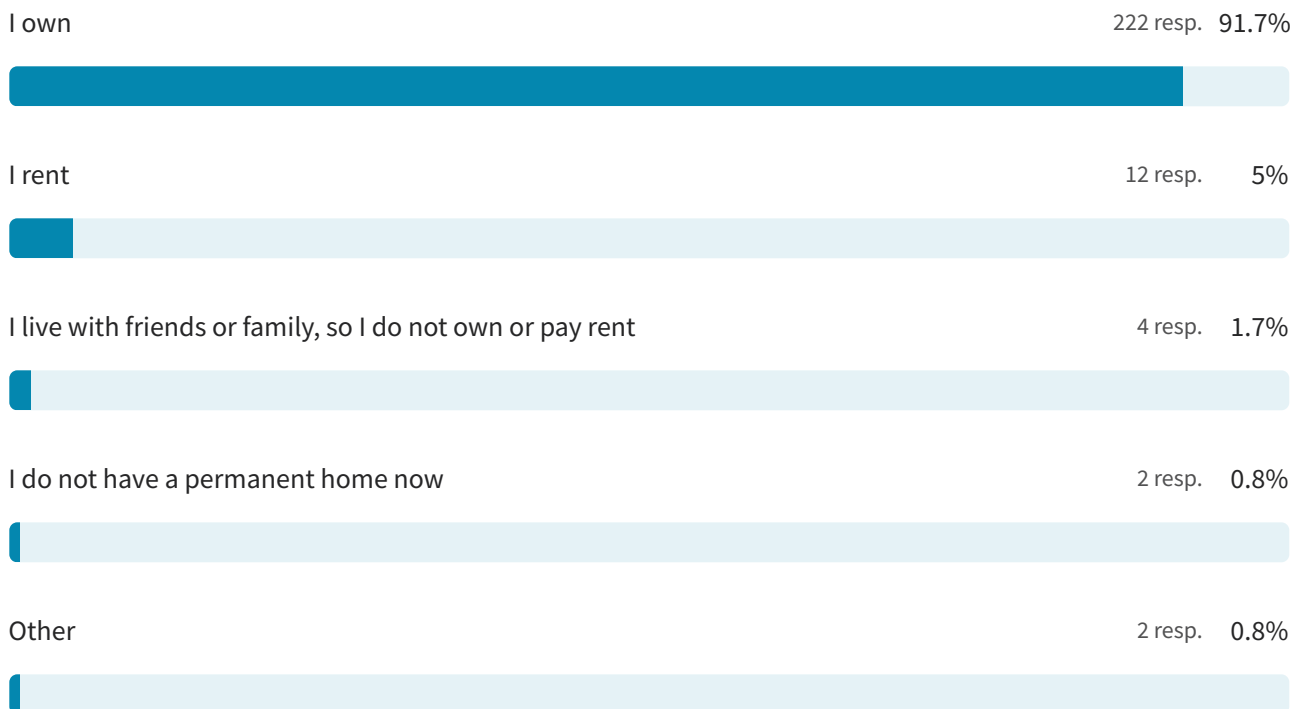 I own 222 resp. 91.7%
I rent 12 resp. 5%
I live with friends or family, so I do not own or pay rent 4 resp. 1.7%
I do not have a permanent home now 2 resp. 0.8%
Other 2 resp. 0.8%